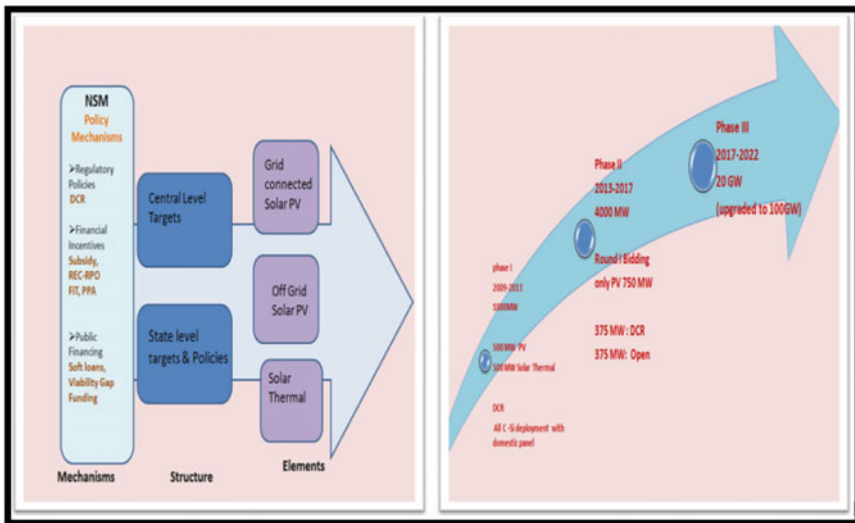 NSM
Policy
Mechanisms
➢Regulatory
Policies
DCR
➢Financial
Incentives
Subsidy,
REC-RPO
FIT, PPA
➢Public
Financing
Soft loans,
Viability Gap
Funding
Mechanisms
Central Level
Targets
State level
targets & Policies
Structure
Grid
connected
Solar PV
Off Grid
Solar PV
Solar
Thermal
Elements
phase I
2009-2013
1000MW
500 MW PV
500 MW Solar Thermal
DCR
All C-Si deployment with
domestic panel
Phase II
2013-2017
4000 MW
Round I Bidding
only PV 750 MW
375 MW : DCR
375 MW: Open
Phase III
2017-2022
20 GW
(upgraded to 100GW)